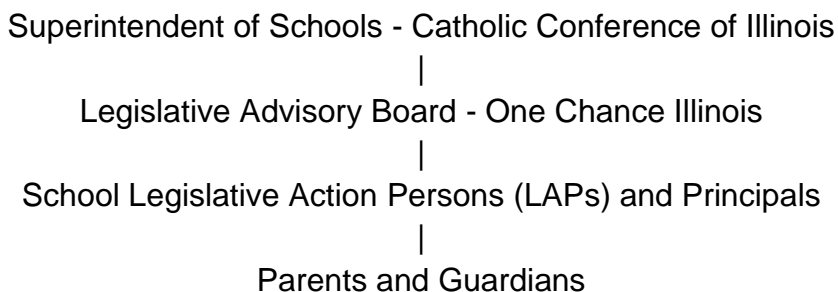 Superintendent of Schools - Catholic Conference of Illinois
|
Legislative Advisory Board - One Chance Illinois
|
School Legislative Action Persons (LAPs) and Principals
|
Parents and Guardians